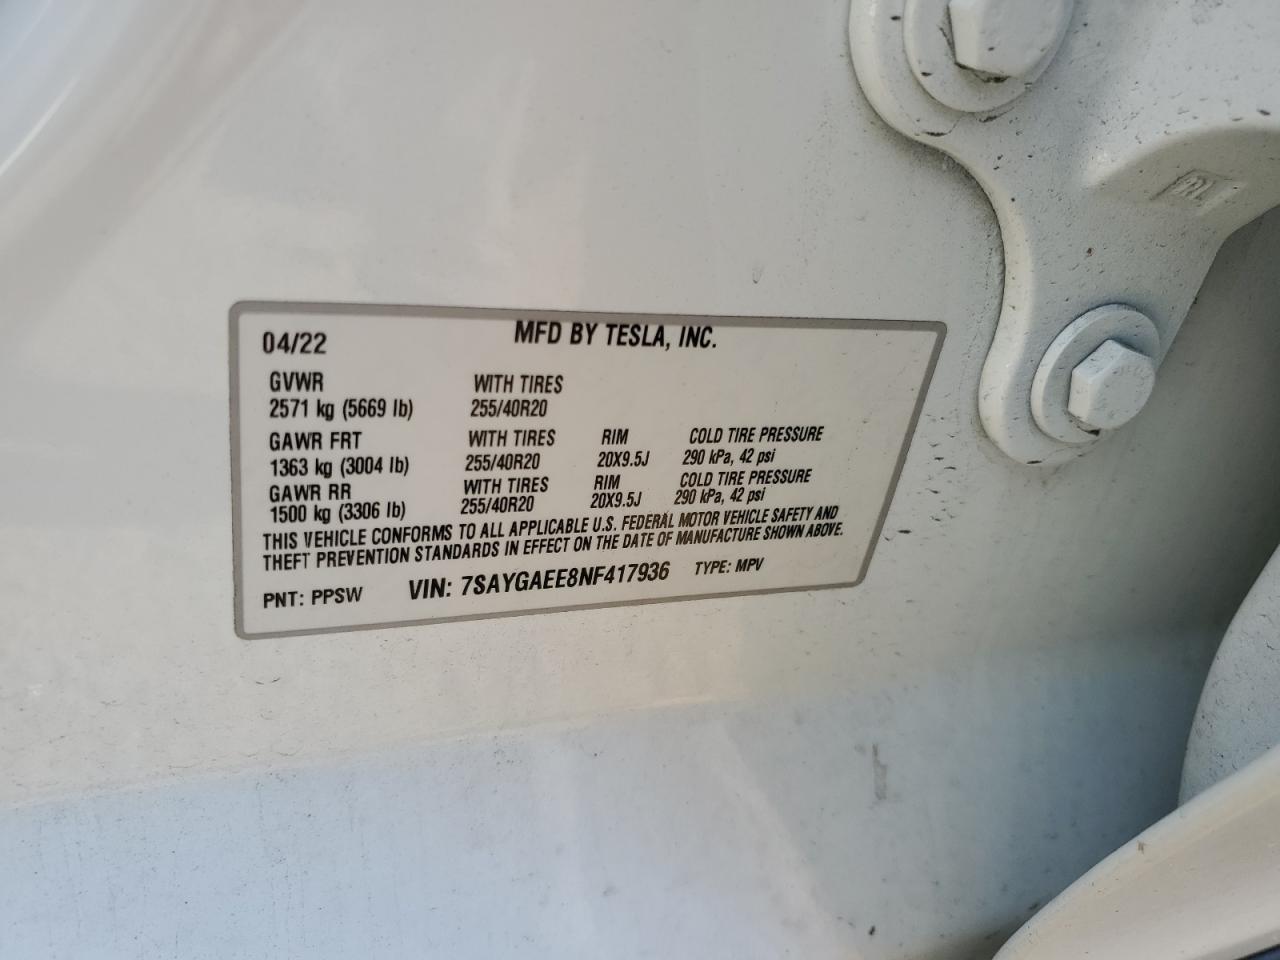 04/22 MFD BY TESLA, INC.
GVWR WITH TIRES
2571 kg (5669 lb) 255/40R20
GAWR FRT WITH TIRES RIM COLD TIRE PRESSURE
1363 kg (3004 lb) 255/40R20 20X9.5J 290 kPa, 42 psi
GAWR RR WITH TIRES RIM COLD TIRE PRESSURE
1500 kg (3306 lb) 255/40R20 20X9.5J 290 kPa, 42 psi
THIS VEHICLE CONFORMS TO ALL APPLICABLE U.S. FEDERAL MOTOR VEHICLE SAFETY AND
THEFT PREVENTION STANDARDS IN EFFECT ON THE DATE OF MANUFACTURE SHOWN ABOVE.
PNT: PPSW VIN: 7SAYGAEE8NF417936 TYPE: MPV